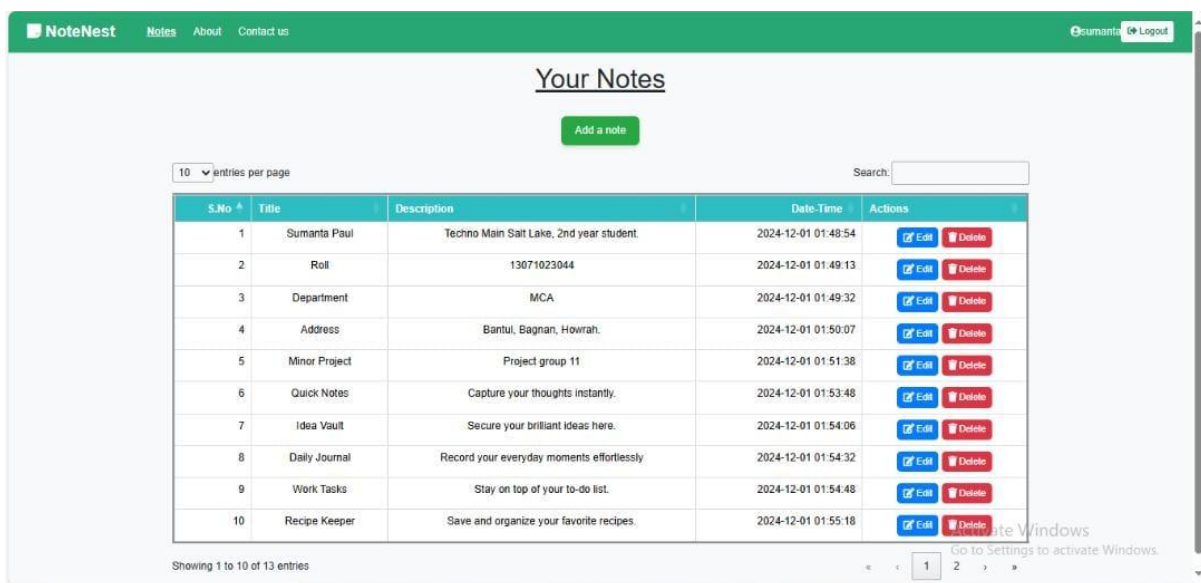 NoteNest Notes About Contact us sumanta Logout
Your Notes
Add a note
10 entries per page Search:
S.No Title Description Date-Time Actions
1 Sumanta Paul Techno Main Salt Lake, 2nd year student. 2024-12-01 01:48:54 Edit Delete
2 Roll 13071023044 2024-12-01 01:49:13 Edit Delete
3 Department MCA 2024-12-01 01:49:32 Edit Delete
4 Address Bantul, Bagnan, Howrah. 2024-12-01 01:50:07 Edit Delete
5 Minor Project Project group 11 2024-12-01 01:51:38 Edit Delete
6 Quick Notes Capture your thoughts instantly. 2024-12-01 01:53:48 Edit Delete
7 Idea Vault Secure your brilliant ideas here. 2024-12-01 01:54:06 Edit Delete
8 Daily Journal Record your everyday moments effortlessly 2024-12-01 01:54:32 Edit Delete
9 Work Tasks Stay on top of your to-do list. 2024-12-01 01:54:48 Edit Delete
10 Recipe Keeper Save and organize your favorite recipes. 2024-12-01 01:55:18 Edit Delete
Activate Windows
Go to Settings to activate Windows.
Showing 1 to 10 of 13 entries « ‹ 1 2 › »